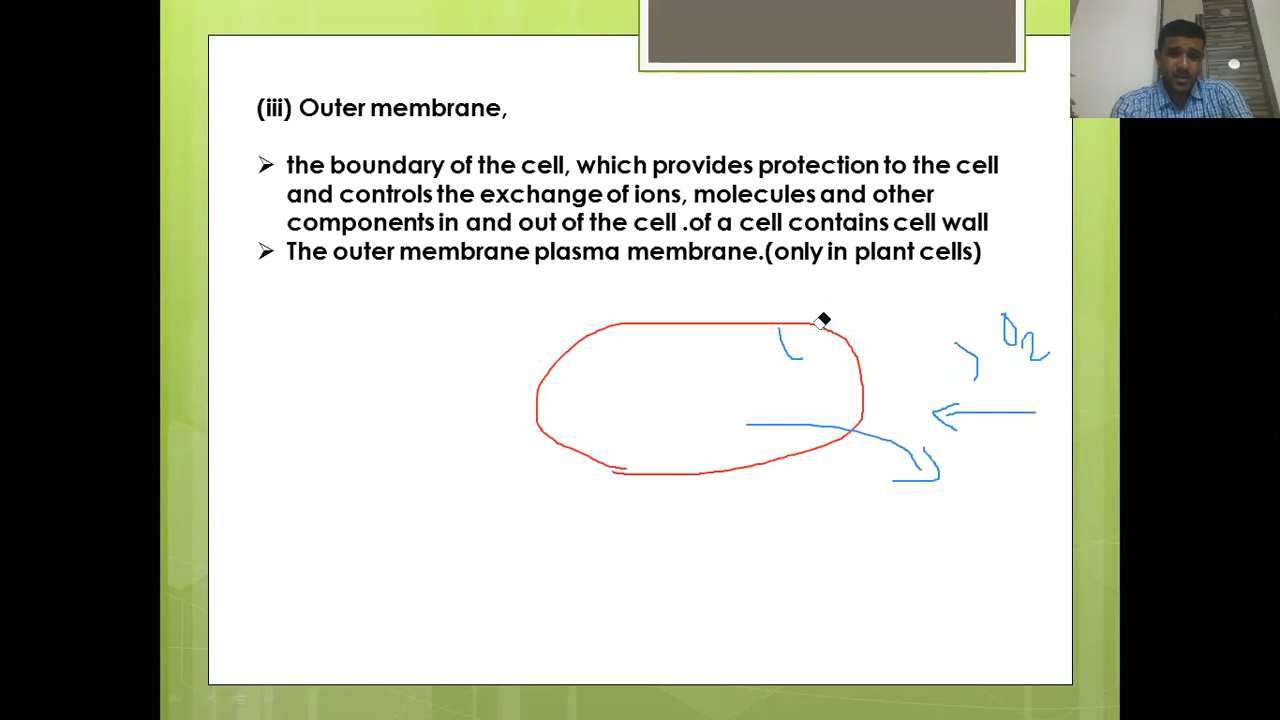 (iii) Outer membrane,
the boundary of the cell, which provides protection to the cell
and controls the exchange of ions, molecules and other
components in and out of the cell .of a cell contains cell wall
The outer membrane plasma membrane.(only in plant cells)
O2